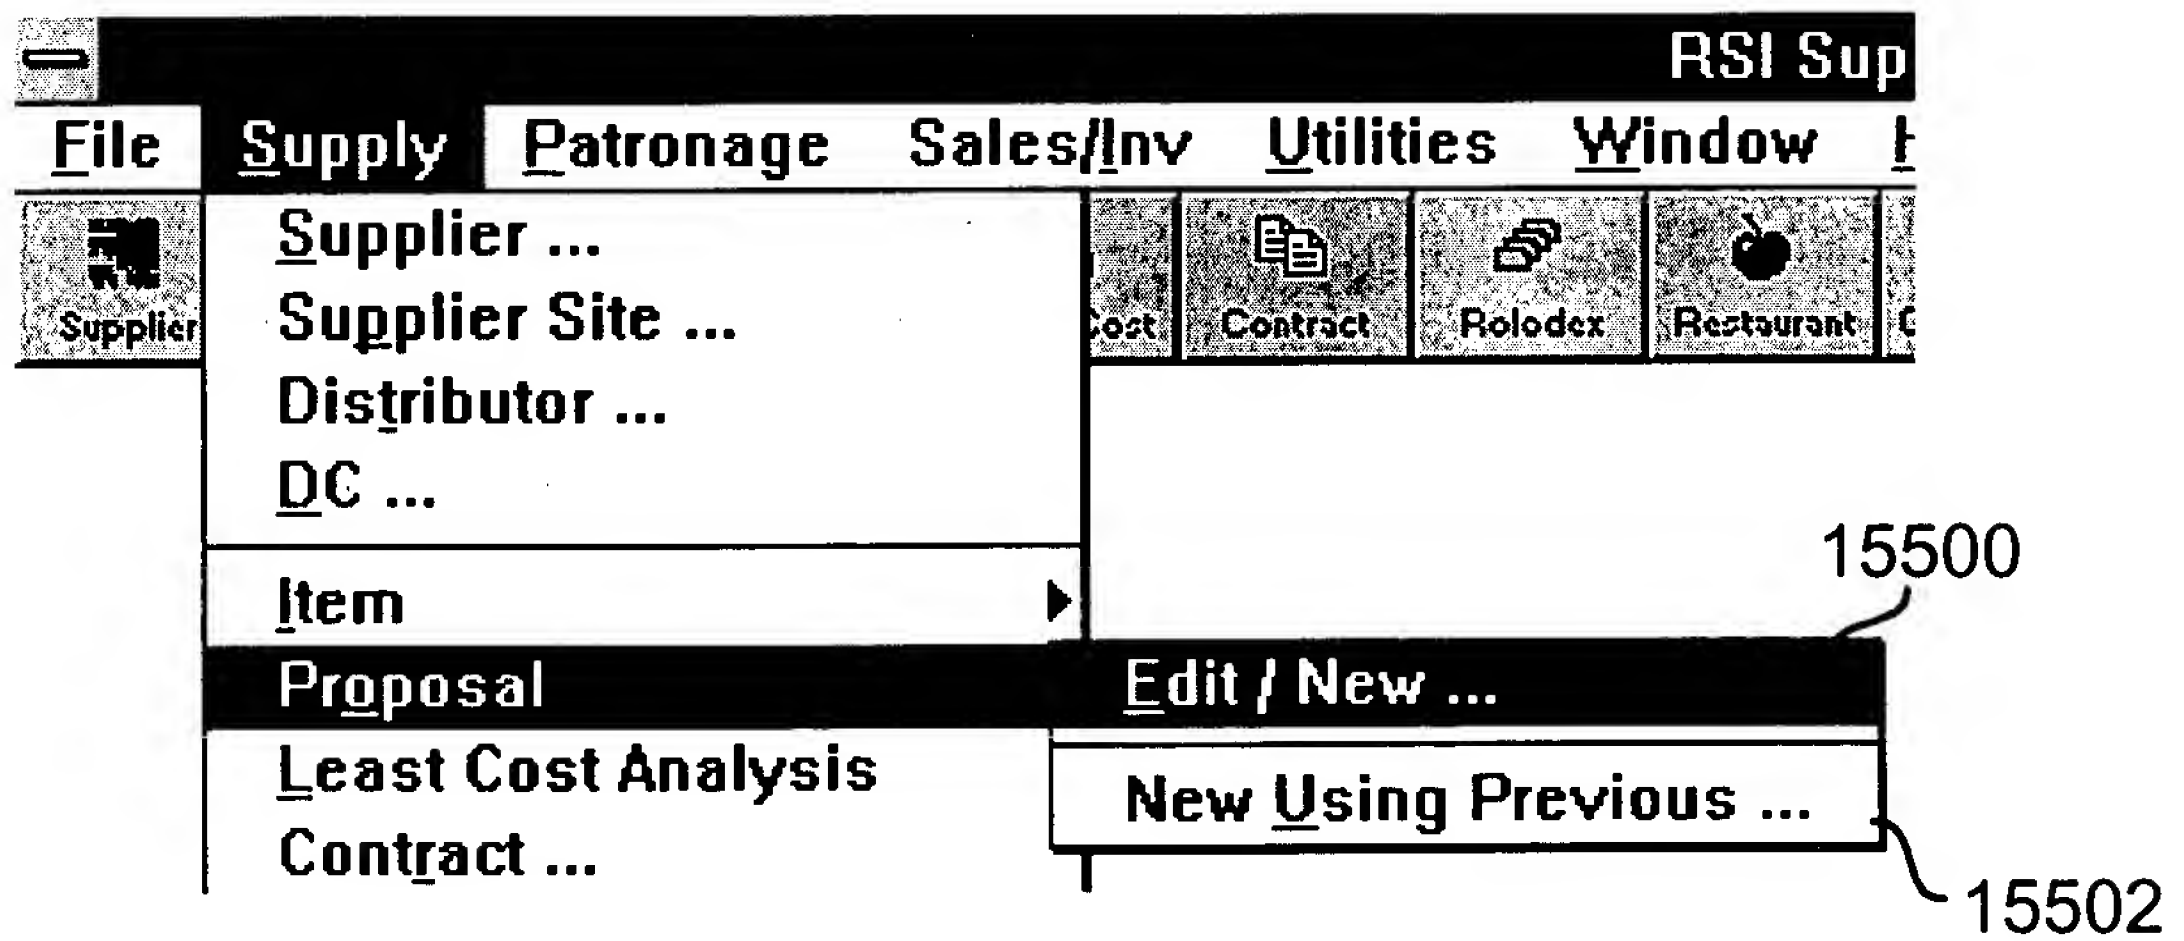 RSI Sup
File Supply Patronage Sales/Inv Utilities Window
Supplier ...
Supplier Site ...
Distributor ...
DC ...
Supplier Cost Contract Rolodex Restaurant
15500
Item
Proposal Edit / New ...
Least Cost Analysis
New Using Previous ...
Contract ...
15502